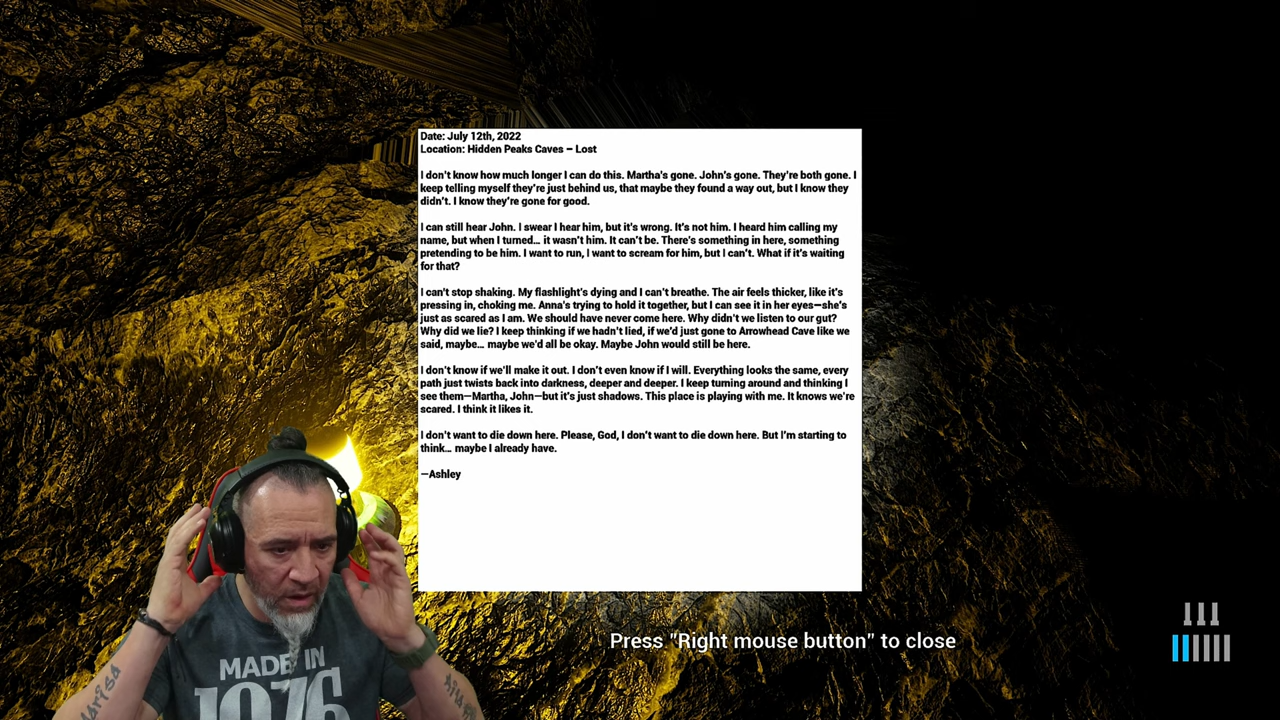 Date: July 12th, 2022
Location: Hidden Peaks Caves – Lost
I don't know how much longer I can do this. Martha's gone. John's gone. They're both gone. I
keep telling myself they're just behind us, that maybe they found a way out, but I know they
didn't. I know they're gone for good.
I can still hear John. I swear I hear him, but it's wrong. It's not him. I heard him calling my
name, but when I turned... it wasn't him. It can't be. There's something in here, something
pretending to be him. I want to run, I want to scream for him, but I can't. What if it's waiting
for that?
I can't stop shaking. My flashlight's dying and I can't breathe. The air feels thicker, like it's
pressing in, choking me. Anna's trying to hold it together, but I can see it in her eyes—she's
just as scared as I am. We should have never come here. Why didn't we listen to our gut?
Why did we lie? I keep thinking if we hadn't lied, if we'd just gone to Arrowhead Cave like we
said, maybe... maybe we'd all be okay. Maybe John would still be here.
I don't know if we'll make it out. I don't even know if I will. Everything looks the same, every
path just twists back into darkness, deeper and deeper. I keep turning around and thinking I
see them—Martha, John—but it's just shadows. This place is playing with me. It knows we're
scared. I think it likes it.
I don't want to die down here. Please, God, I don't want to die down here. But I'm starting to
think... maybe I already have.
—Ashley
Press "Right mouse button" to close
MADE IN
1976